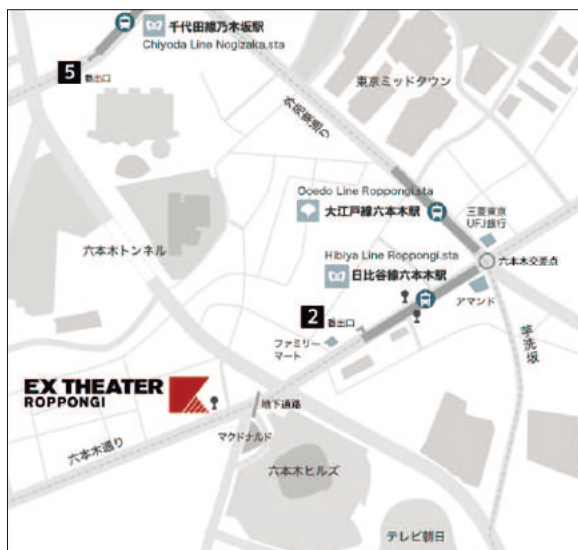 千代田線乃木坂駅
Chiyoda Line Nogizaka.sta
5 番出口
東京ミッドタウン
外苑東通り
Ooedo Line Roppongi.sta
大江戸線六本木駅
三菱東京
UFJ銀行
六本木トンネル
Hibiya Line Roppongi.sta
日比谷線六本木駅
六本木交差点
アマンド
2 番出口
ファミリー
マート
芋洗坂
EX THEATER
ROPPONGI
地下通路
六本木通り
マクドナルド
六本木ヒルズ
テレビ朝日